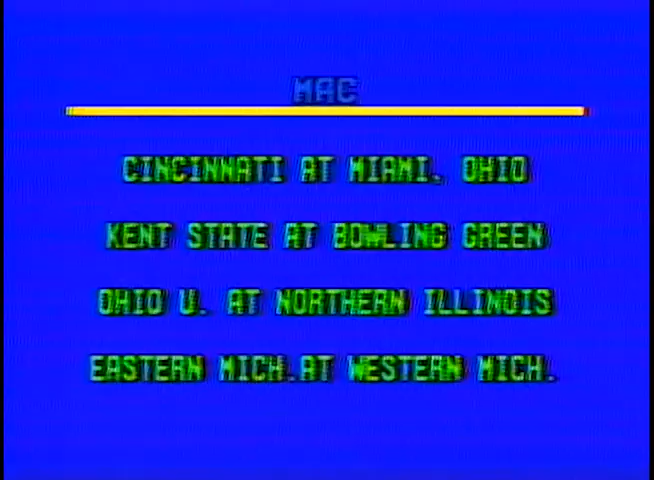 MAC
CINCINNATI AT MIAMI, OHIO
KENT STATE AT BOWLING GREEN
OHIO U. AT NORTHERN ILLINOIS
EASTERN MICH.AT WESTERN MICH.